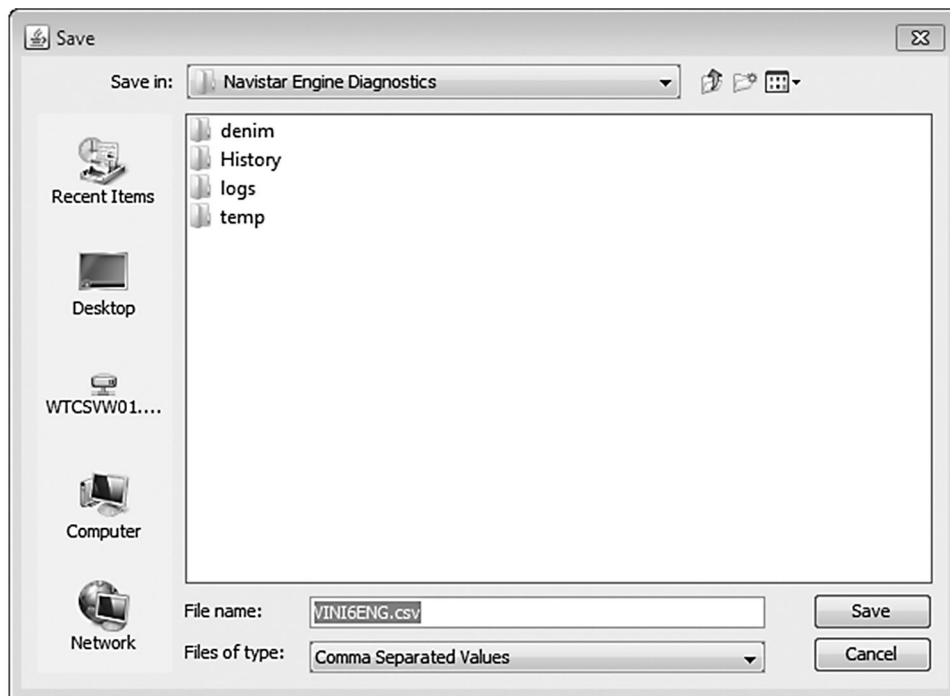 Save
Save in:
Navistar Engine Diagnostics
denim
History
logs
temp
Recent Items
Desktop
WTCSVW01....
Computer
Network
File name:
VINI6ENG.csv
Save
Files of type:
Comma Separated Values
Cancel